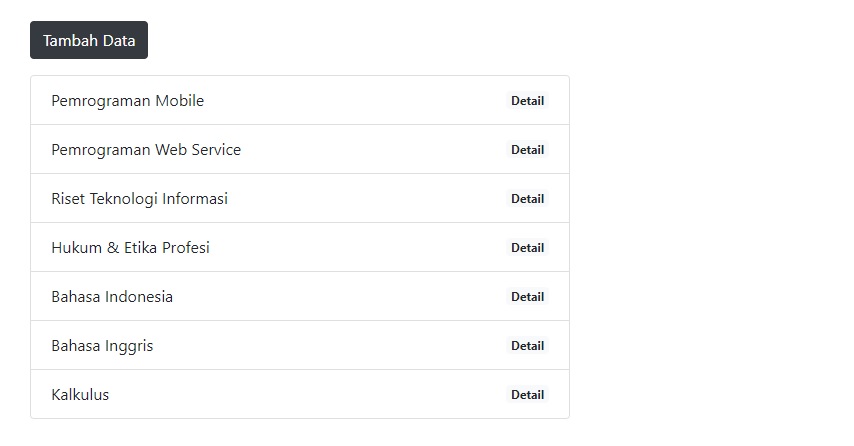 Tambah Data
Pemrograman Mobile Detail
Pemrograman Web Service Detail
Riset Teknologi Informasi Detail
Hukum & Etika Profesi Detail
Bahasa Indonesia Detail
Bahasa Inggris Detail
Kalkulus Detail